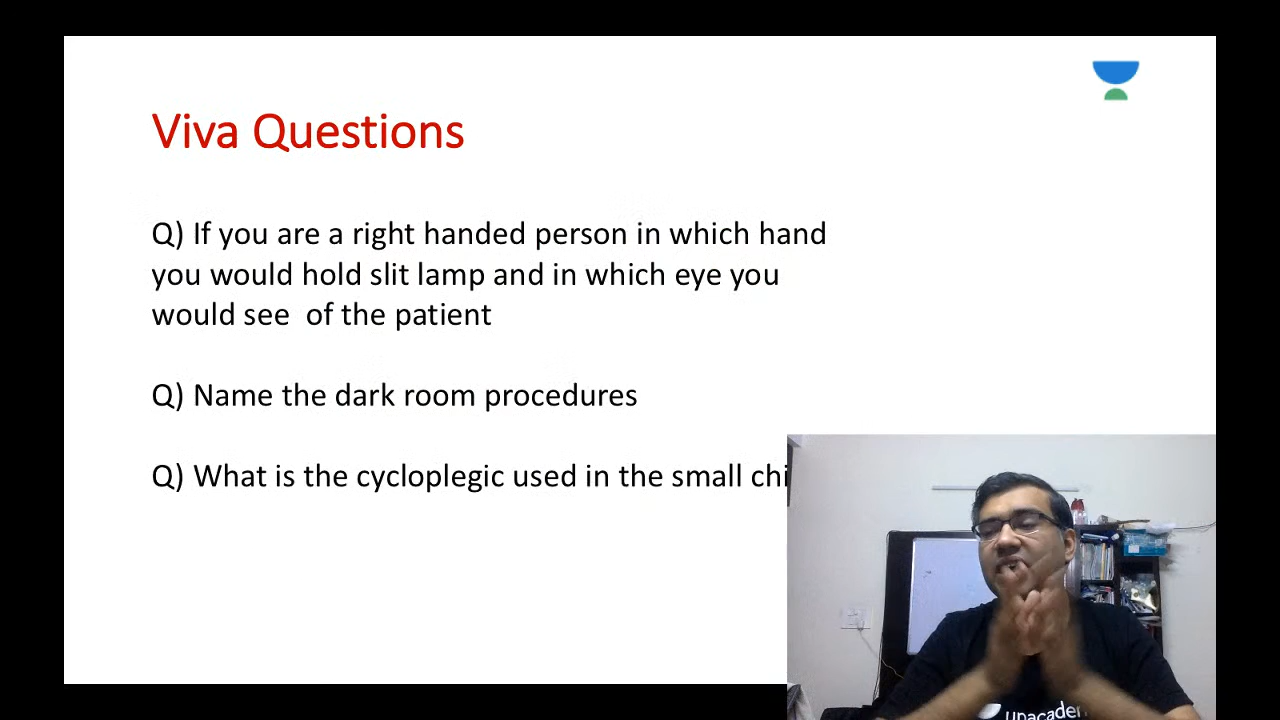 Viva Questions
Q) If you are a right handed person in which hand
you would hold slit lamp and in which eye you
would see of the patient
Q) Name the dark room procedures
Q) What is the cycloplegic used in the small chi
unacaden